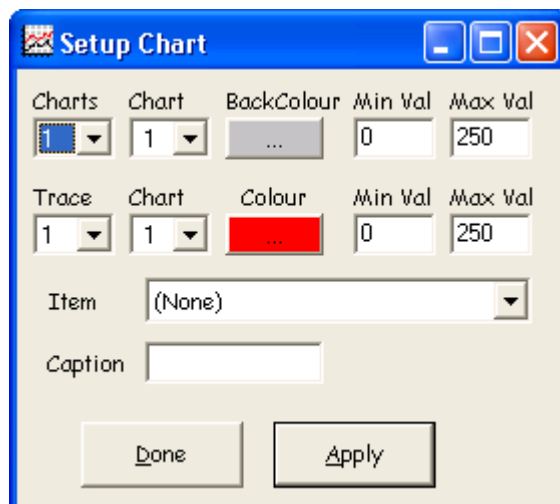 Setup Chart
Charts Chart BackColour Min Val Max Val
1 1 ... 0 250
Trace Chart Colour Min Val Max Val
1 1 ... 0 250
Item (None)
Caption
Done Apply